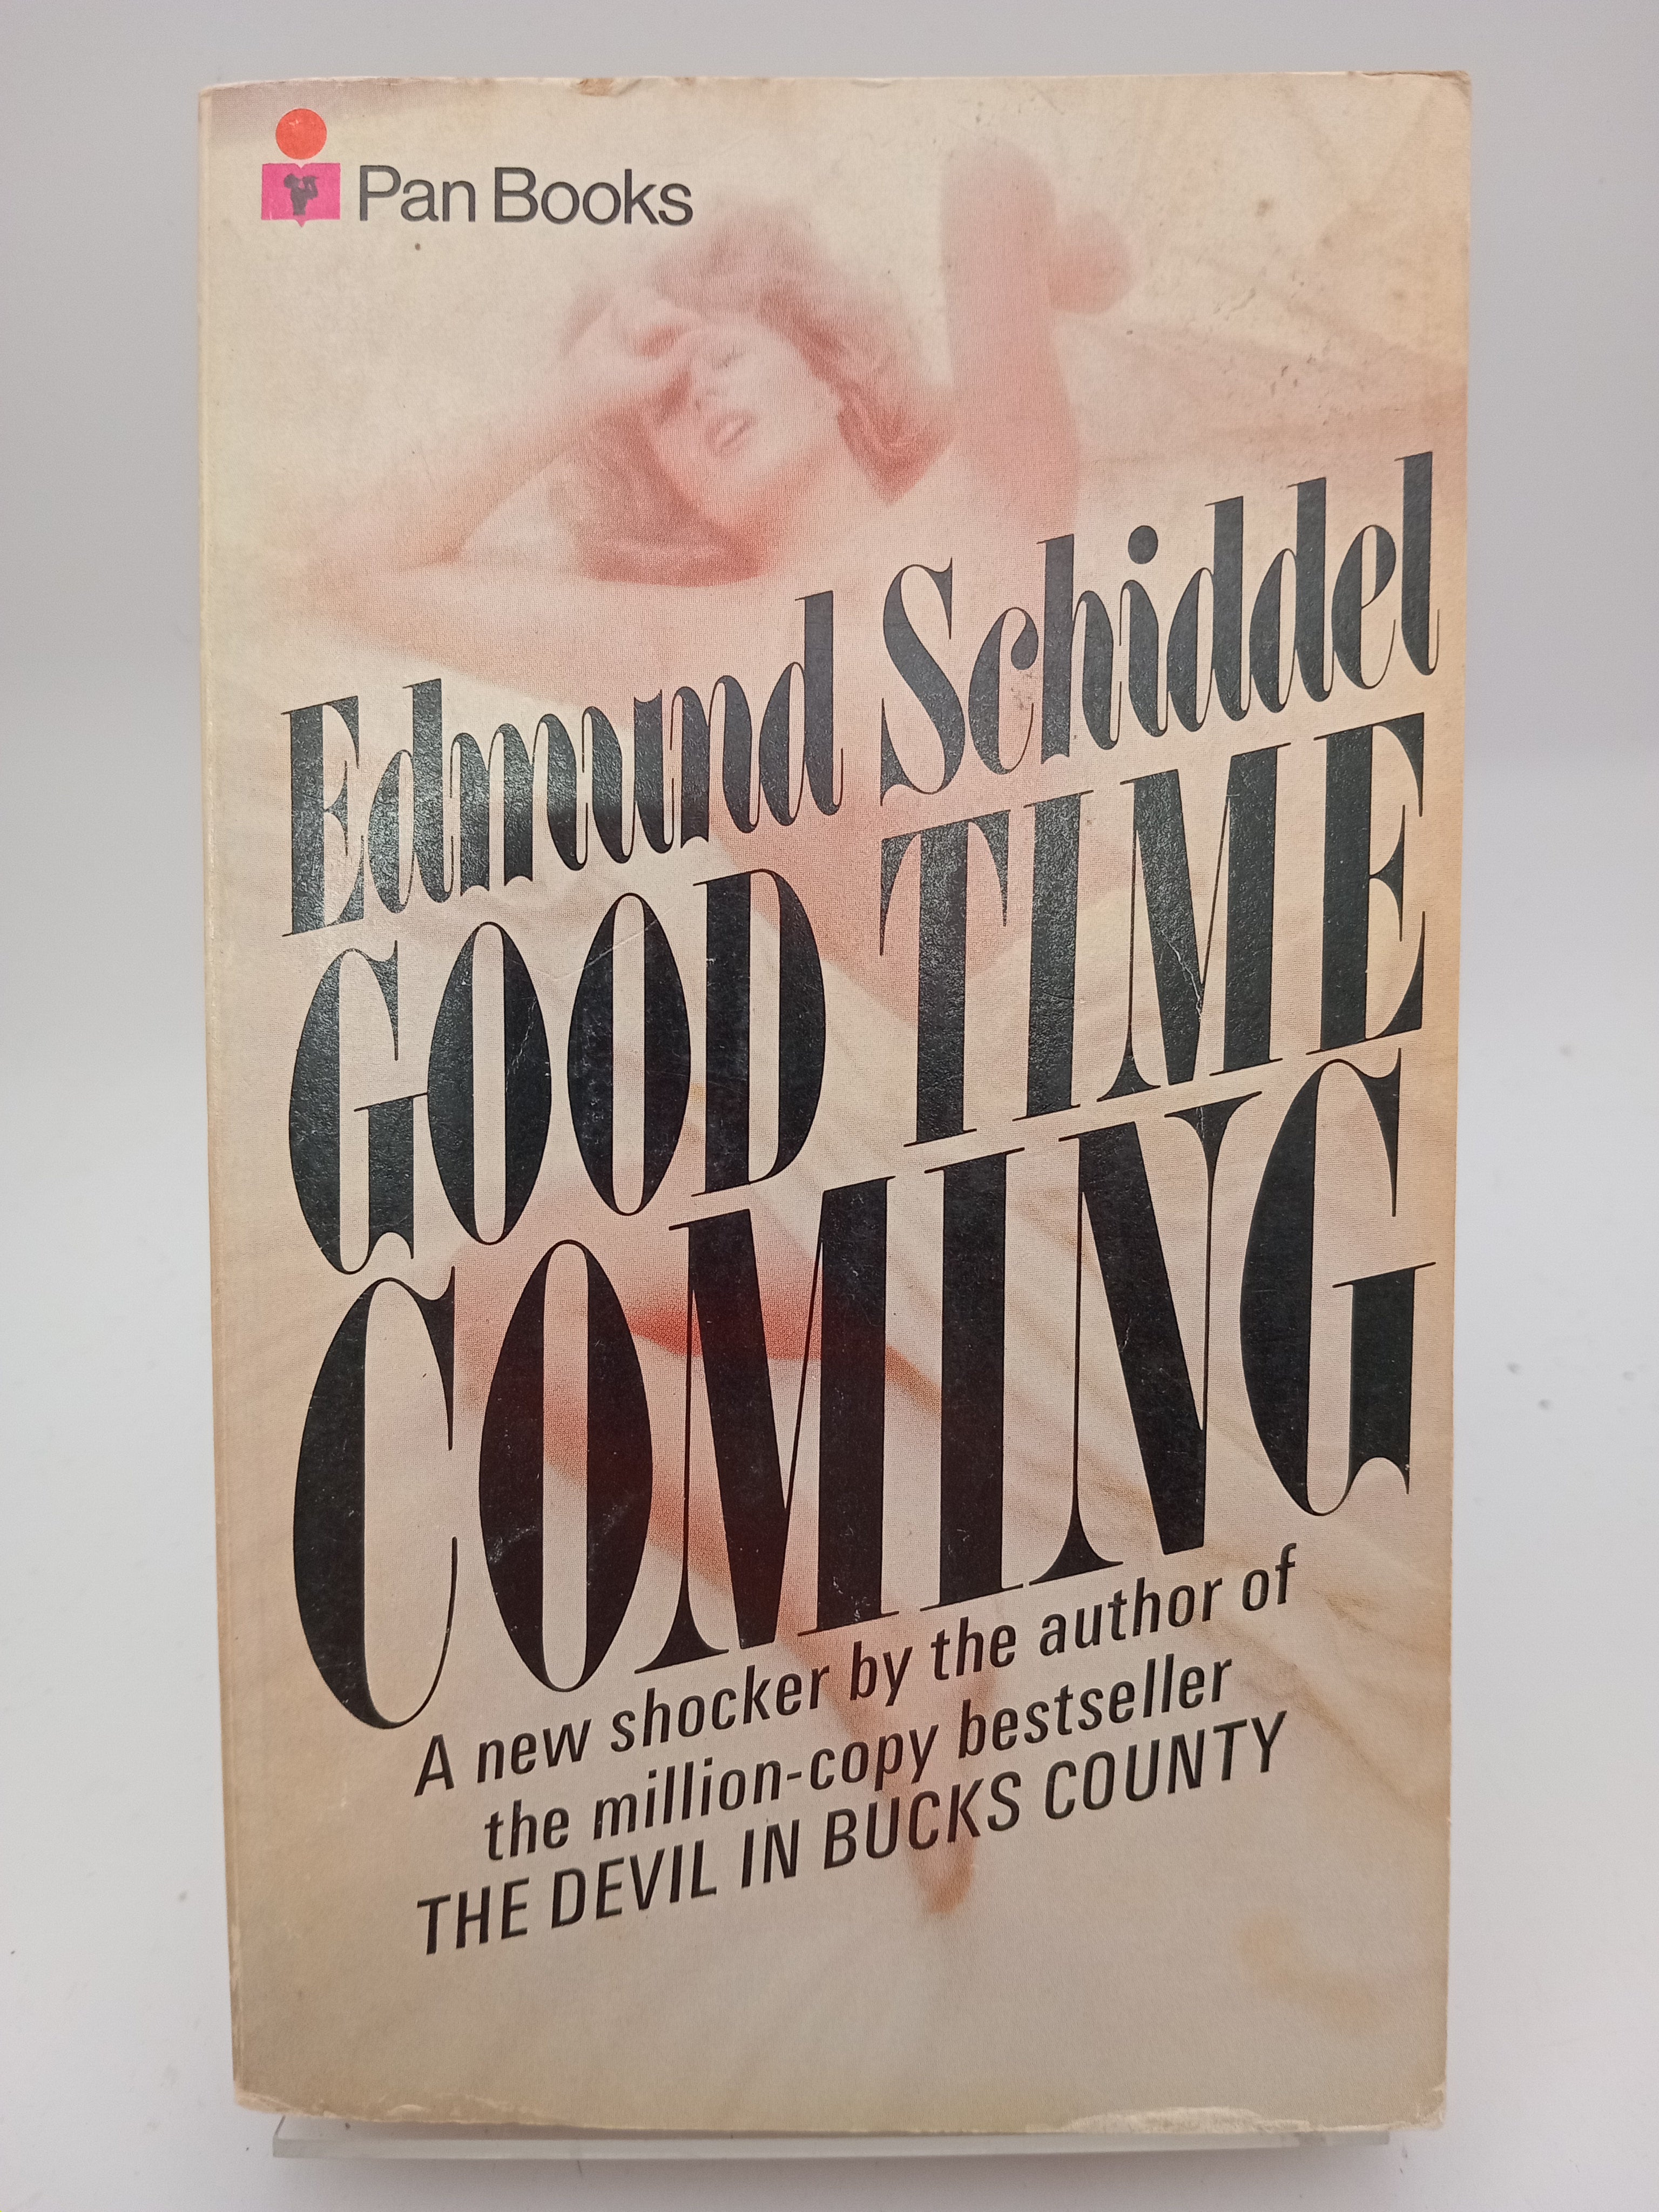 Pan Books
Edmund Schiddel
GOOD TIME
COMING
A new shocker by the author of
the million-copy bestseller
THE DEVIL IN BUCKS COUNTY